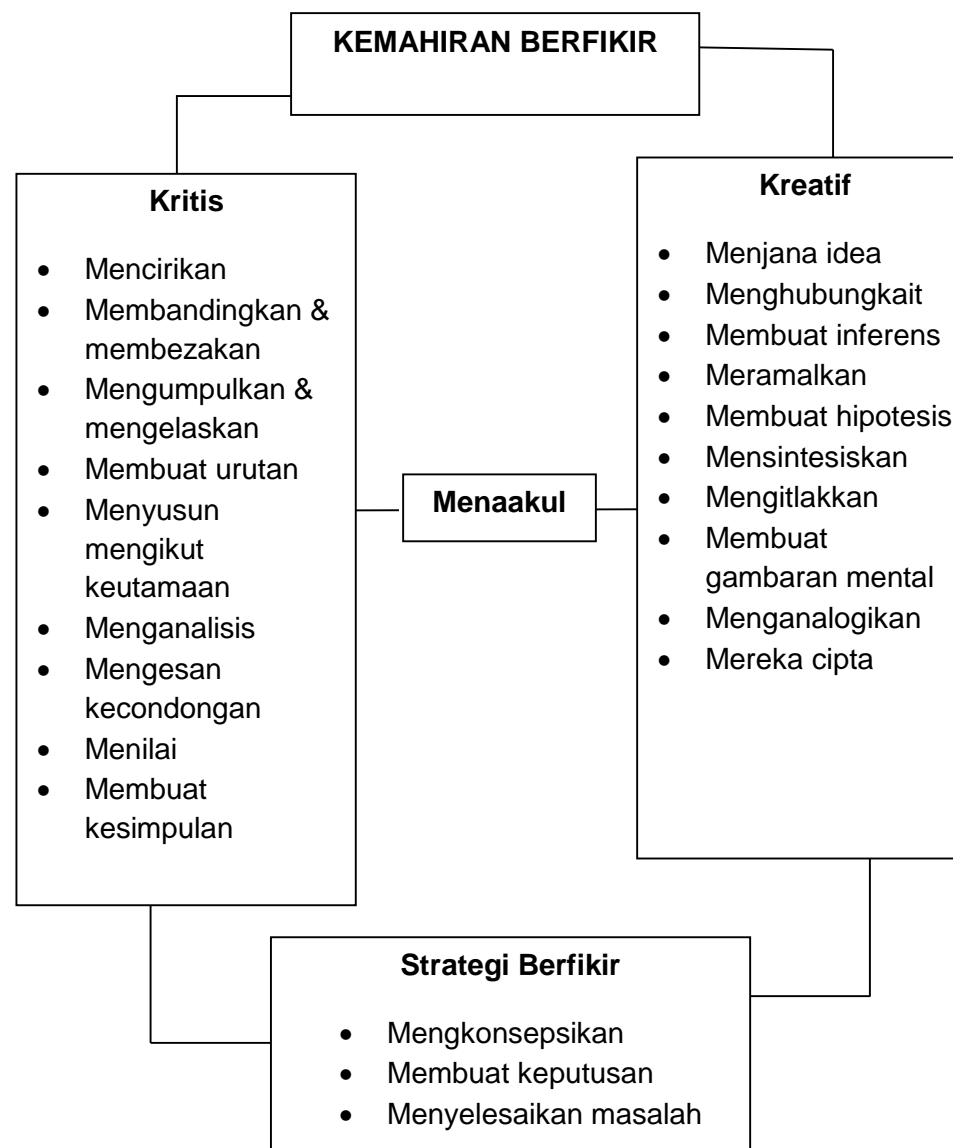 KEMAHIRAN BERFIKIR
Kritis
• Mencirikan
• Membandingkan &
membezakan
• Mengumpulkan &
mengelaskan
• Membuat urutan
• Menyusun
mengikut
keutamaan
• Menganalisis
• Mengesan
kecondongan
• Menilai
• Membuat
kesimpulan
Menaakul
Kreatif
• Menjana idea
• Menghubungkait
• Membuat inferens
• Meramalkan
• Membuat hipotesis
• Mensintesiskan
• Mengitlakkan
• Membuat
gambaran mental
• Menganalogikan
• Mereka cipta
Strategi Berfikir
• Mengkonsepsikan
• Membuat keputusan
• Menyelesaikan masalah